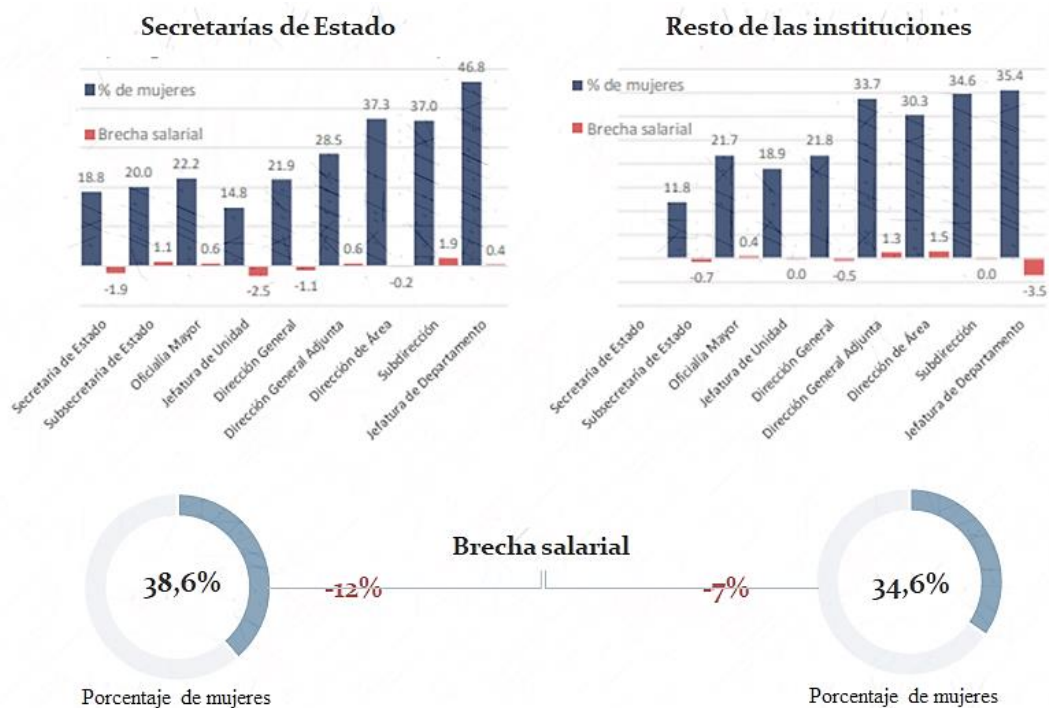 Secretarías de Estado
% de mujeres
Brecha salarial
18.8
-1.9
20.0
1.1
22.2
0.6
14.8
-2.5
21.9
-1.1
28.5
0.6
37.3
-0.2
37.0
1.9
46.8
0.4
Secretaría de Estado
Subsecretaría de Estado
Oficialía Mayor
Jefatura de Unidad
Dirección General
Dirección General Adjunta
Dirección de Área
Subdirección
Jefatura de Departamento
Resto de las instituciones
% de mujeres
Brecha salarial
11.8
-0.7
21.7
0.4
18.9
0.0
21.8
-0.5
33.7
1.3
30.3
1.5
34.6
0.0
35.4
-3.5
Secretaría de Estado
Subsecretaría de Estado
Oficialía Mayor
Jefatura de Unidad
Dirección General
Dirección General Adjunta
Dirección de Área
Subdirección
Jefatura de Departamento
38,6%
Porcentaje de mujeres
Brecha salarial
-12%
-7%
34,6%
Porcentaje de mujeres